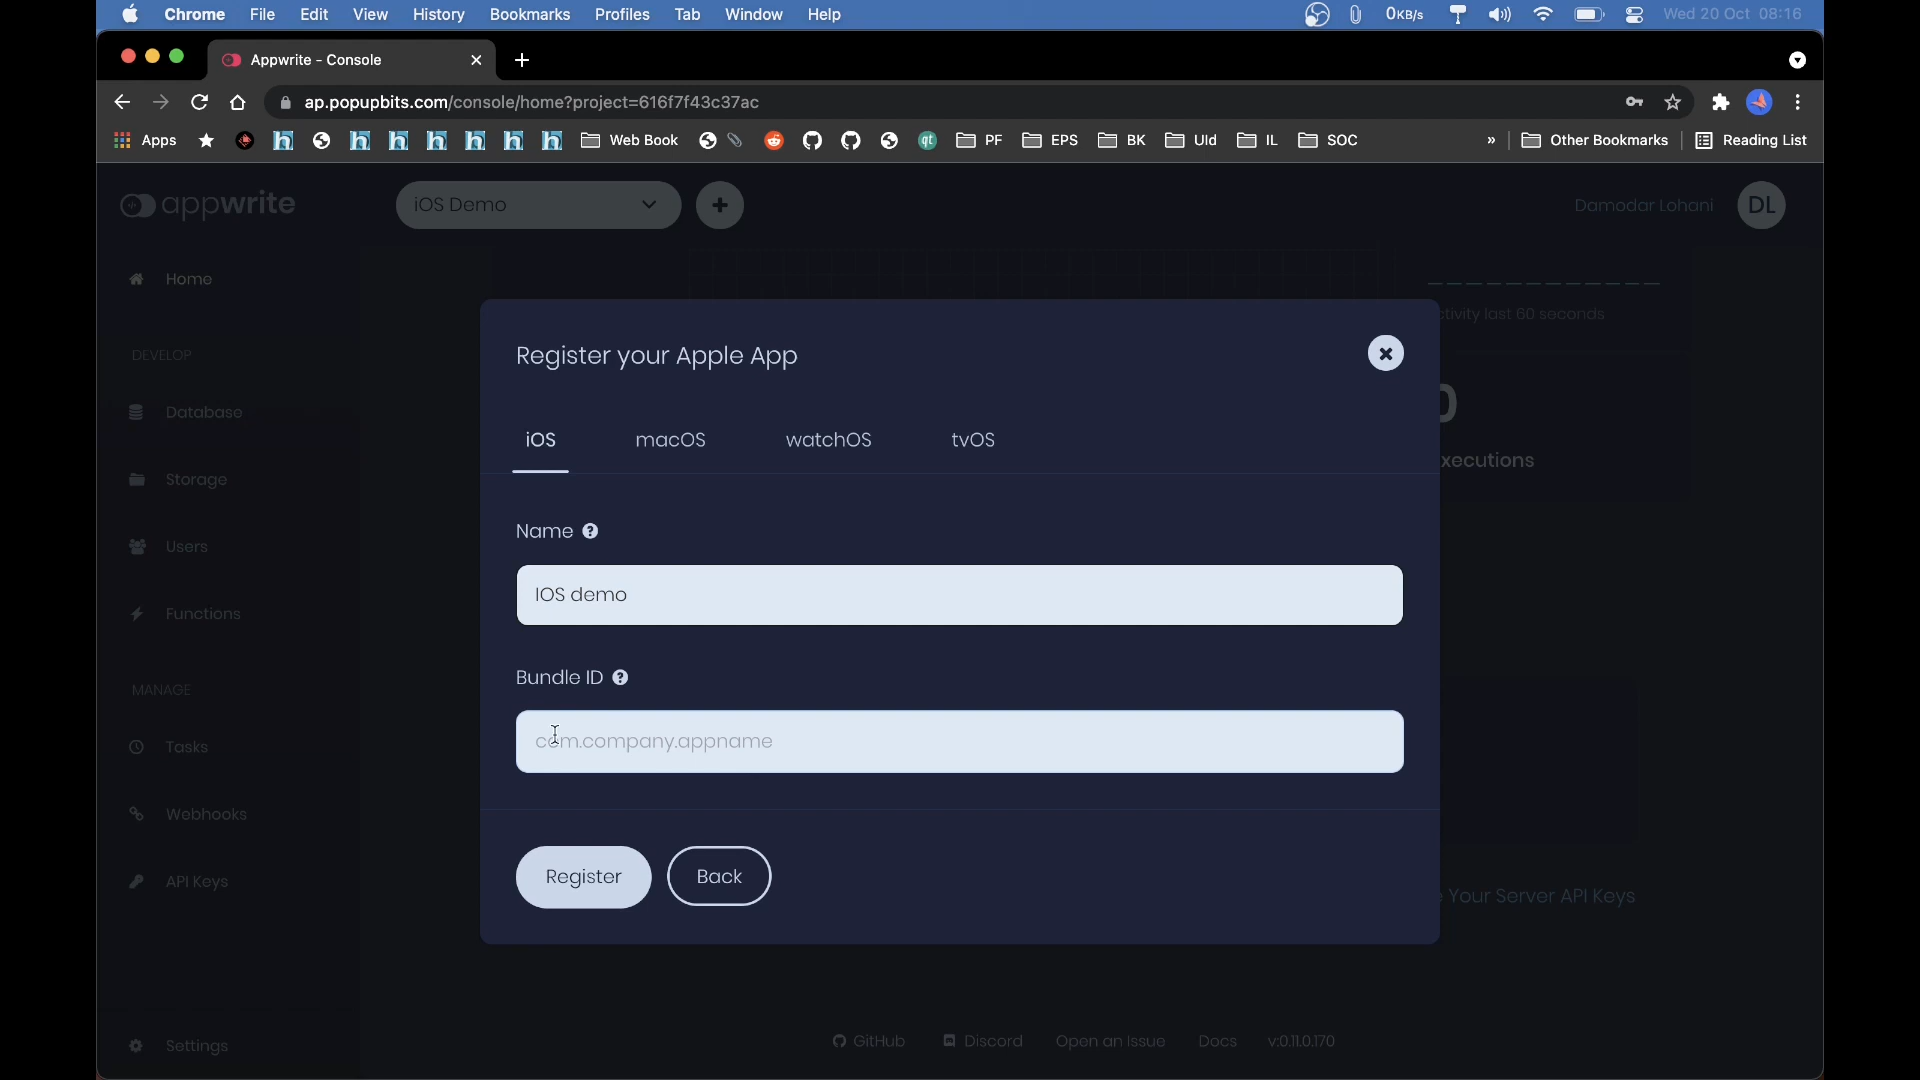 Chrome File Edit View History Bookmarks Profiles Tab Window Help 0KB/s Wed 20 Oct 08:16
Appwrite - Console
ap.popupbits.com/console/home?project=616f7f43c37ac
Apps Web Book PF EPS BK UId IL SOC » Other Bookmarks Reading List
appwrite iOS Demo Damodar Lohani DL
Home
DEVELOP
Database
Storage
Users
Functions
MANAGE
Tasks
Webhooks
API Keys
Settings
ctivity last 60 seconds
0
xecutions
Register your Apple App
iOS macOS watchOS tvOS
Name
IOS demo
Bundle ID
com.company.appname
Register Back
Your Server API Keys
GitHub Discord Open an Issue Docs v:0.11.0.170